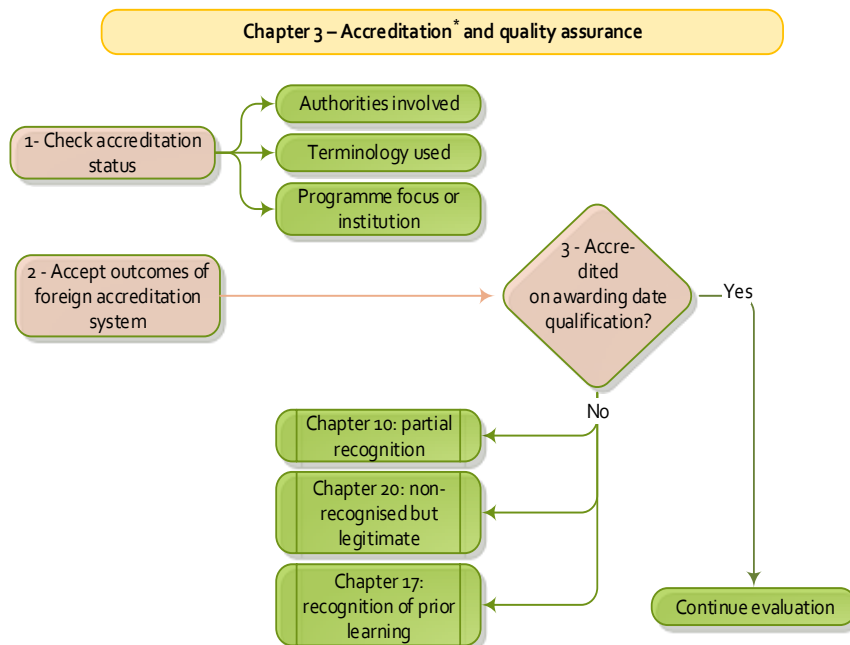 Chapter 3 – Accreditation* and quality assurance
Authorities involved
1- Check accreditation
status
Terminology used
Programme focus or
institution
2 - Accept outcomes of
foreign accreditation
system
3 - Accre-
dited
on awarding date
qualification?
Yes
No
Chapter 10: partial
recognition
Chapter 20: non-
recognised but
legitimate
Chapter 17:
recognition of prior
learning
Continue evaluation